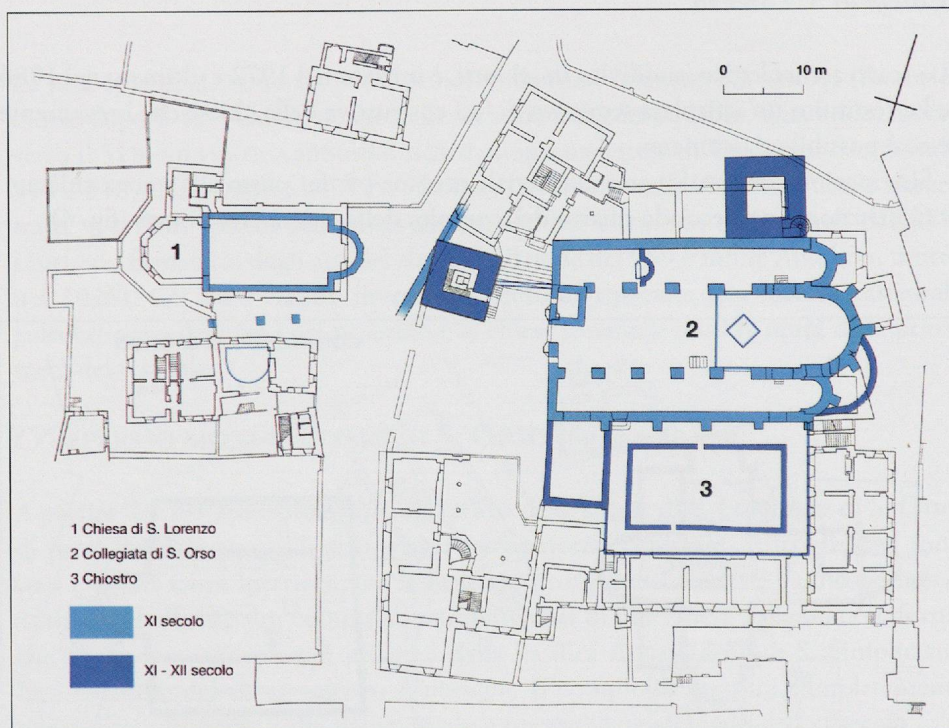 0 10 m
1
2
3
1 Chiesa di S. Lorenzo
2 Collegiata di S. Orso
3 Chiostro
XI secolo
XI - XII secolo